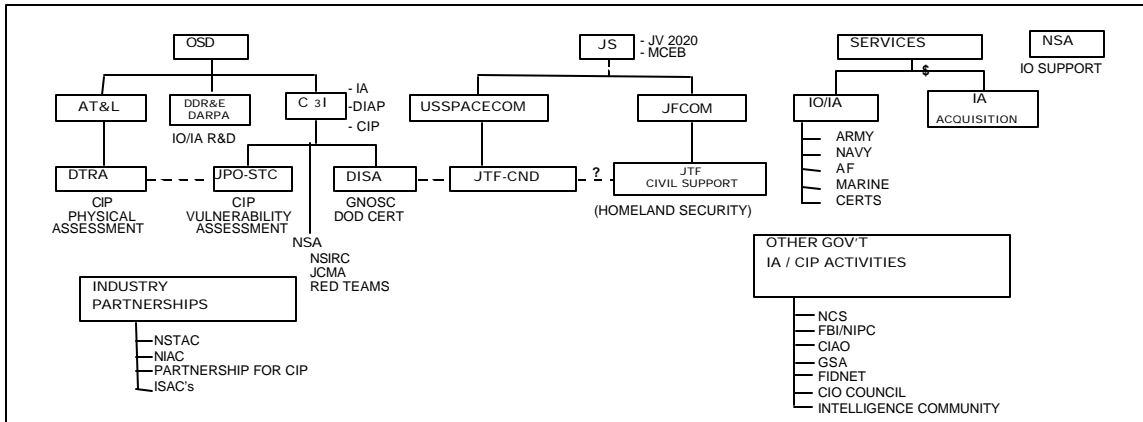 OSD
JS
- JV 2020
- MCEB
SERVICES
$
NSA
IO SUPPORT
AT&L
DDR&E
DARPA
IO/IA R&D
C 3I
- IA
-DIAP
- CIP
USSPACECOM
JFCOM
IO/IA
ARMY
NAVY
AF
MARINE
CERTS
IA
ACQUISITION
DTRA
CIP
PHYSICAL
ASSESSMENT
JPO-STC
CIP
VULNERABILITY
ASSESSMENT
DISA
GNOSC
DOD CERT
JTF-CND
?
JTF
CIVIL SUPPORT
(HOMELAND SECURITY)
NSA
NSIRC
JCMA
RED TEAMS
INDUSTRY
PARTNERSHIPS
NSTAC
NIAC
PARTNERSHIP FOR CIP
ISAC's
OTHER GOV'T
IA / CIP ACTIVITIES
NCS
FBI/NIPC
CIAO
GSA
FIDNET
CIO COUNCIL
INTELLIGENCE COMMUNITY